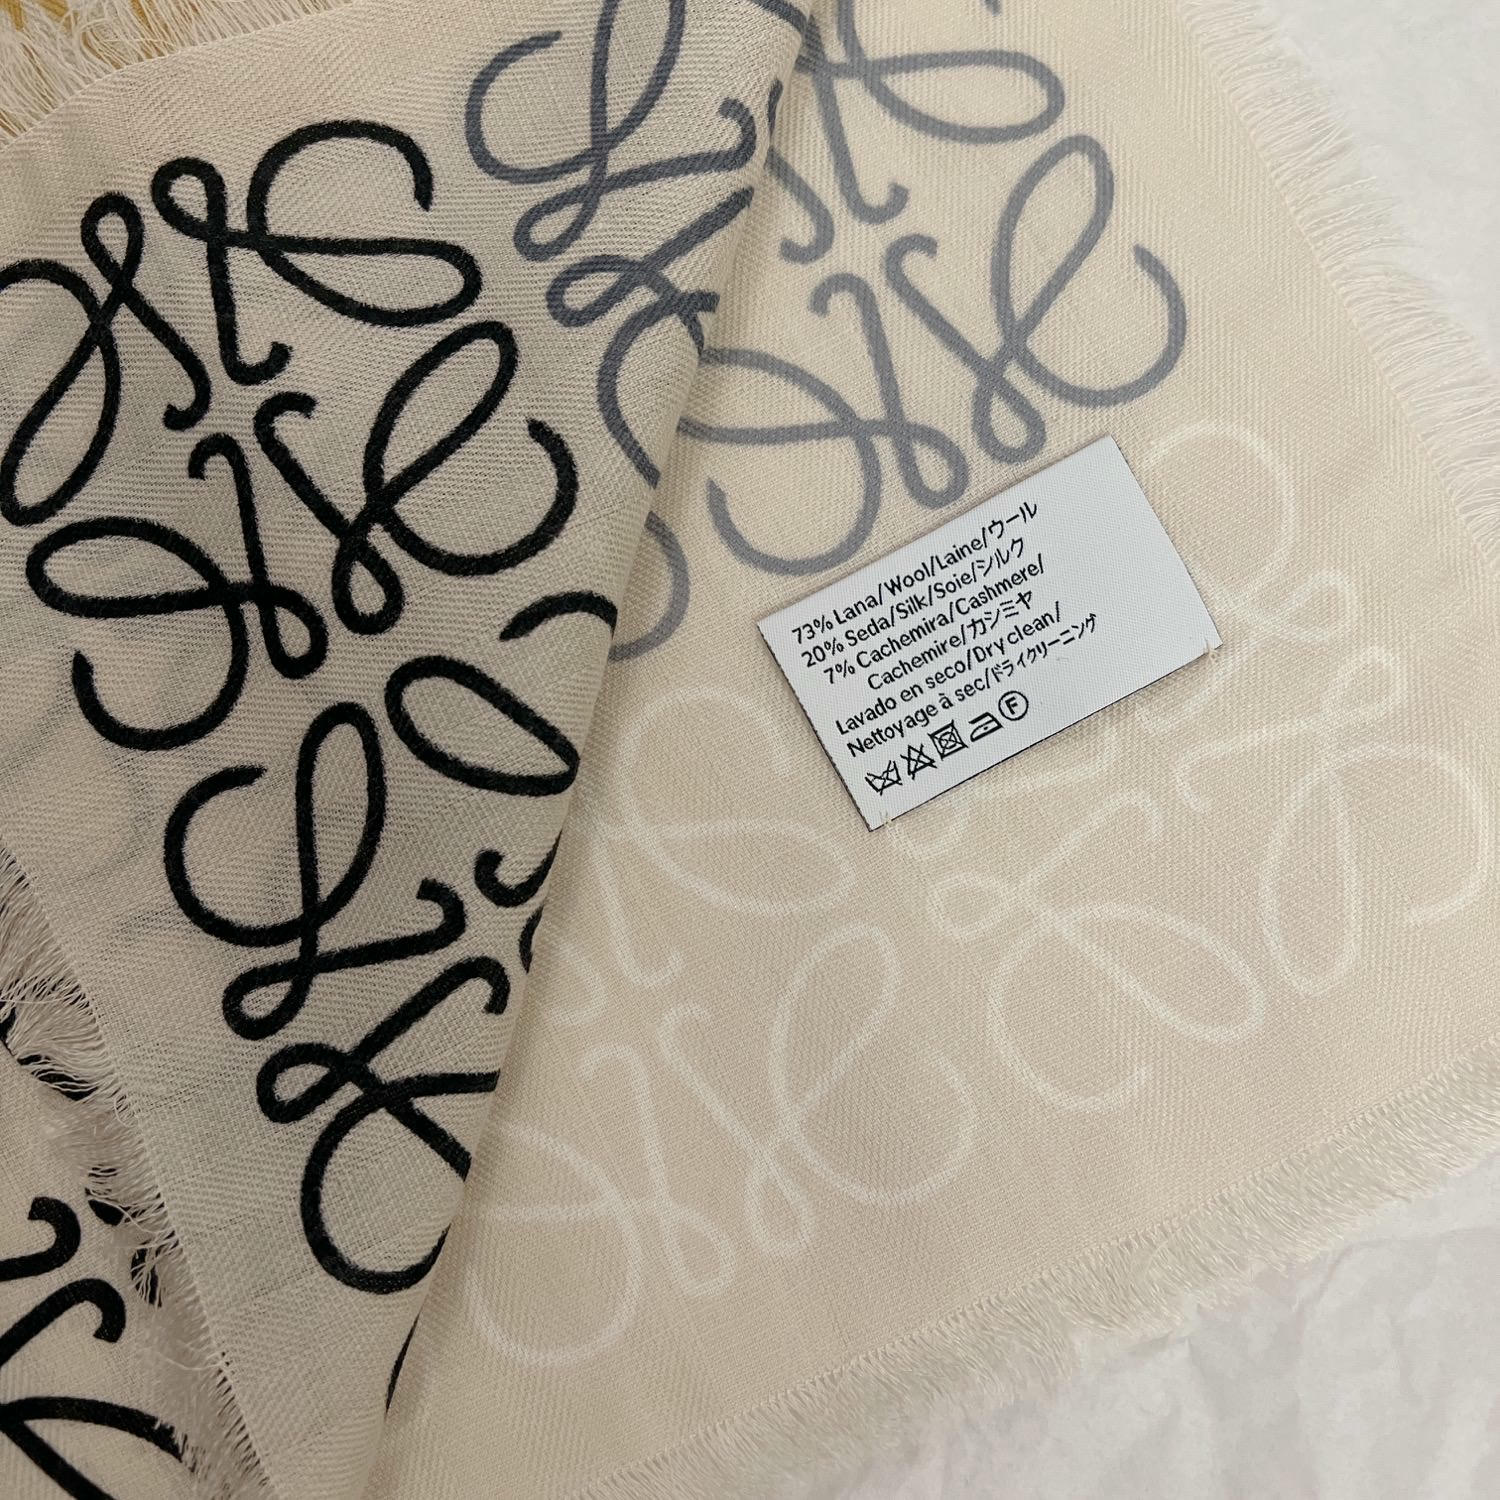 73% Lana/Wool/Laine/ウール
20% Seda/Silk/Soie/シルク
7% Cachemira/Cashmere/
Cachemire/カシミヤ
Lavado en seco/Dry clean/
Nettoyage à sec/ドライクリーニング
F